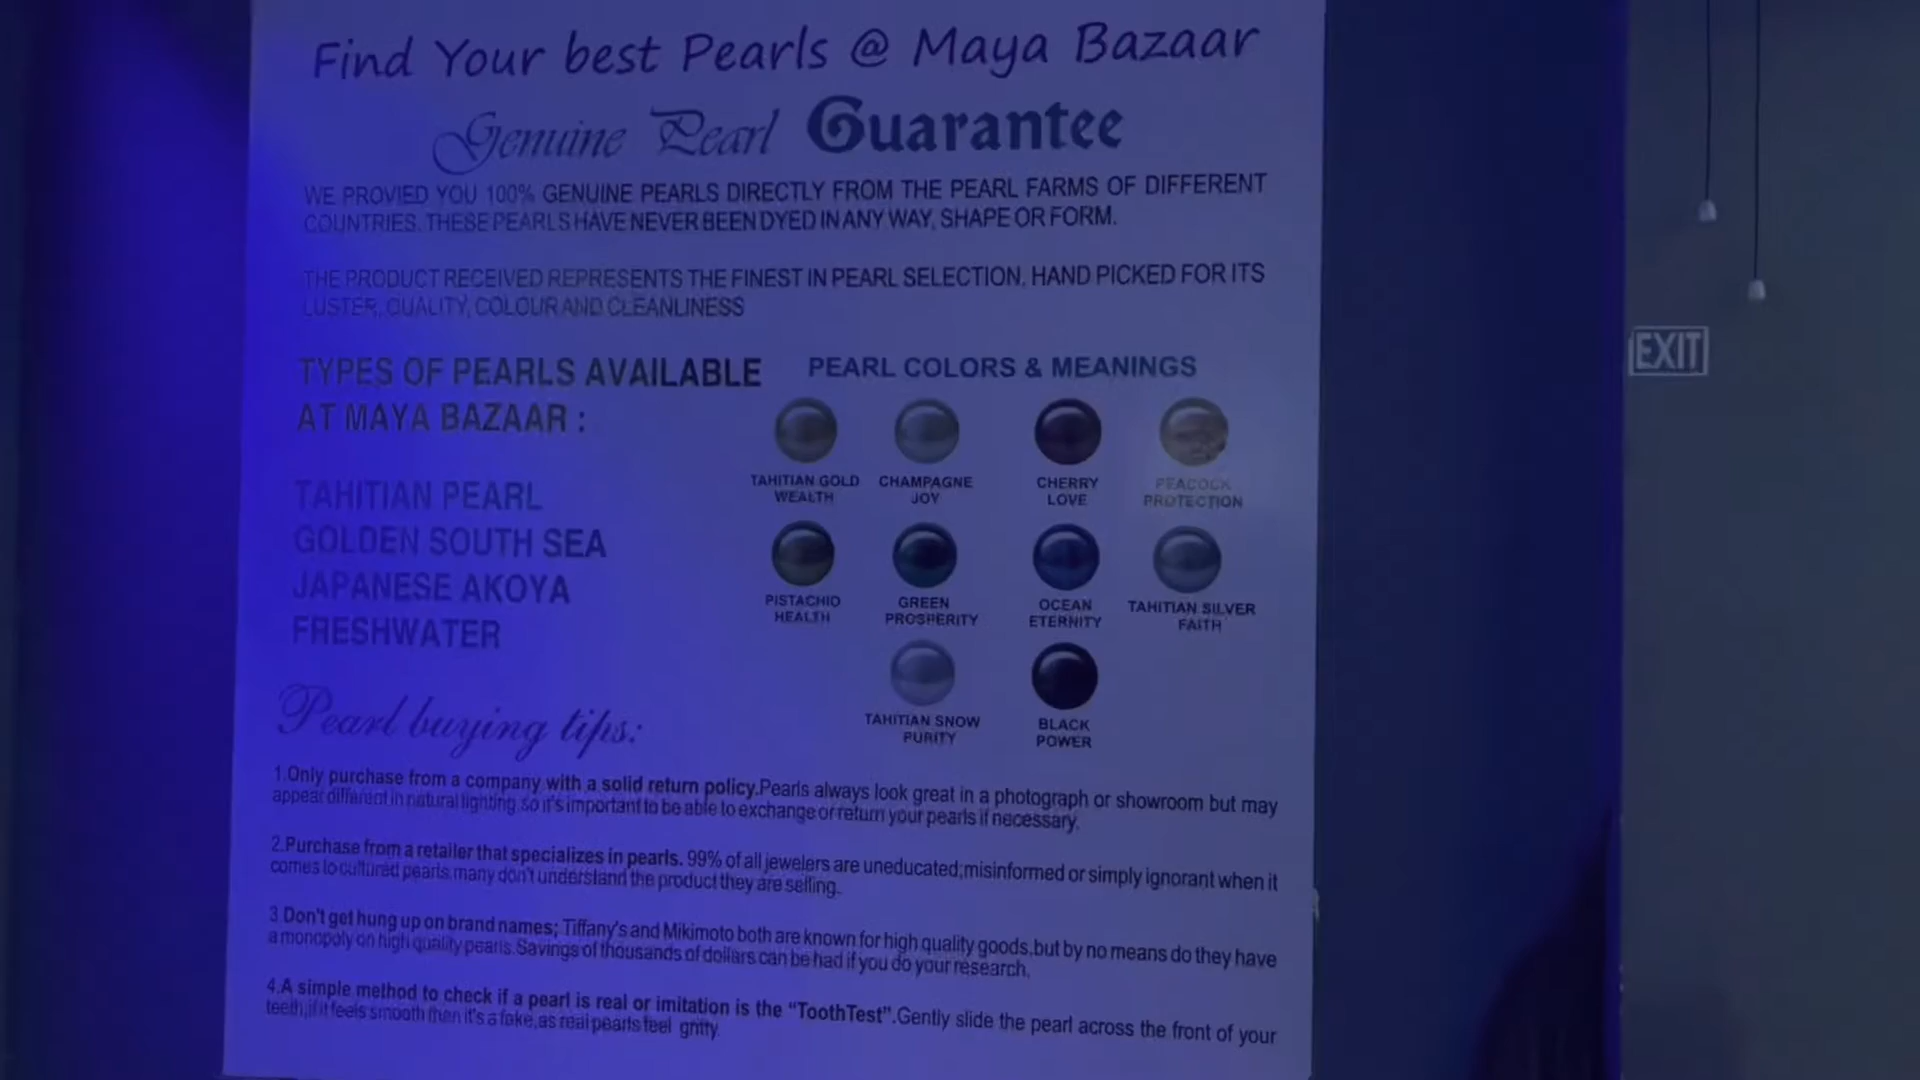 Find Your best Pearls @ Maya Bazaar
Genuine Pearl Guarantee
WE PROVIED YOU 100% GENUINE PEARLS DIRECTLY FROM THE PEARL FARMS OF DIFFERENT
COUNTRIES. THESE PEARLS HAVE NEVER BEEN DYED IN ANY WAY, SHAPE OR FORM.
THE PRODUCT RECEIVED REPRESENTS THE FINEST IN PEARL SELECTION, HAND PICKED FOR ITS
LUSTER, QUALITY, COLOUR AND CLEANLINESS
TYPES OF PEARLS AVAILABLE
AT MAYA BAZAAR :
TAHITIAN PEARL
GOLDEN SOUTH SEA
JAPANESE AKOYA
FRESHWATER
PEARL COLORS & MEANINGS
TAHITIAN GOLD
WEALTH
CHAMPAGNE
JOY
CHERRY
LOVE
PEACOCK
PROTECTION
PISTACHIO
HEALTH
GREEN
PROSPERITY
OCEAN
ETERNITY
TAHITIAN SILVER
FAITH
TAHITIAN SNOW
PURITY
BLACK
POWER
Pearl buying tips:
1.Only purchase from a company with a solid return policy.Pearls always look great in a photograph or showroom but may
appear different in natural lighting,so it's important to be able to exchange or return your pearls if necessary.
2.Purchase from a retailer that specializes in pearls. 99% of all jewelers are uneducated,misinformed or simply ignorant when it
comes to cultured pearls,many don't understand the product they are selling.
3 Don't get hung up on brand names; Tiffany's and Mikimoto both are known for high quality goods,but by no means do they have
a monopoly on high quality pearls.Savings of thousands of dollars can be had if you do your research.
4.A simple method to check if a pearl is real or imitation is the “ToothTest”.Gently slide the pearl across the front of your
teeth,if it feels smooth then it's a fake,as real pearls feel gritty.
EXIT